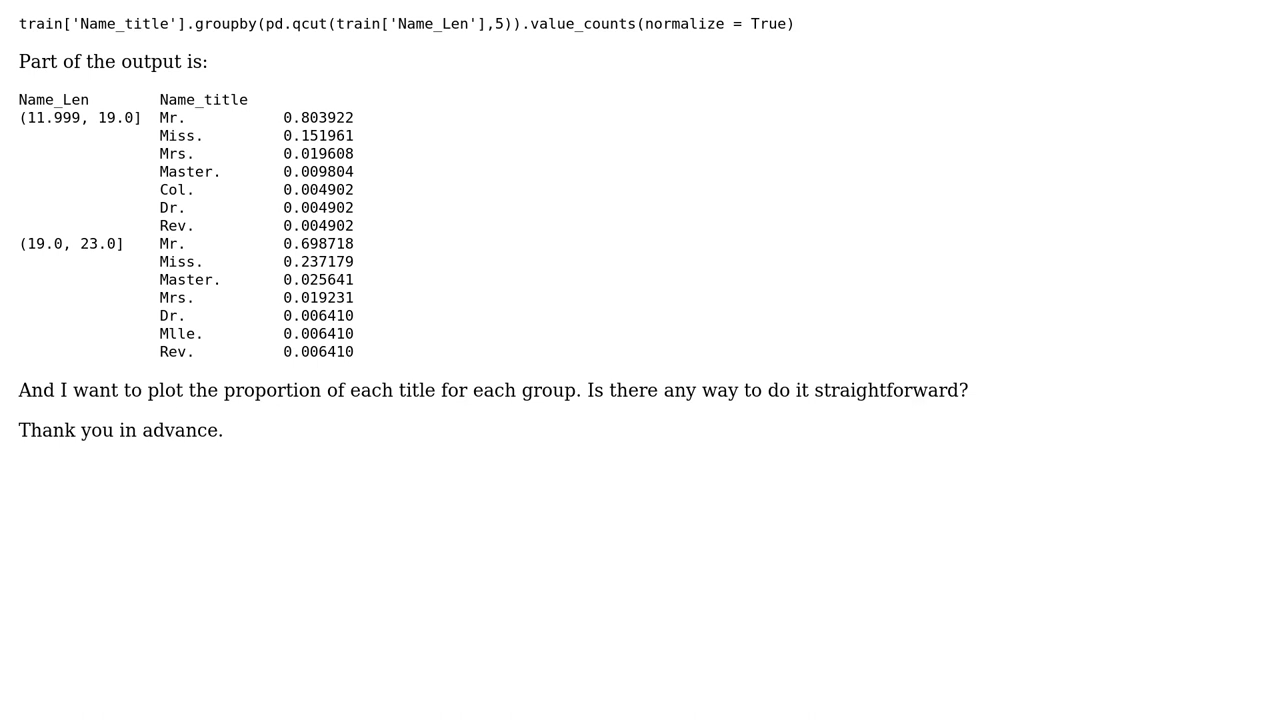 train['Name_title'].groupby(pd.qcut(train['Name_Len'],5)).value_counts(normalize = True)
Part of the output is:
Name_Len        Name_title
(11.999, 19.0]  Mr.           0.803922
                Miss.         0.151961
                Mrs.          0.019608
                Master.       0.009804
                Col.          0.004902
                Dr.           0.004902
                Rev.          0.004902
(19.0, 23.0]    Mr.           0.698718
                Miss.         0.237179
                Master.       0.025641
                Mrs.          0.019231
                Dr.           0.006410
                Mlle.         0.006410
                Rev.          0.006410
And I want to plot the proportion of each title for each group. Is there any way to do it straightforward?
Thank you in advance.